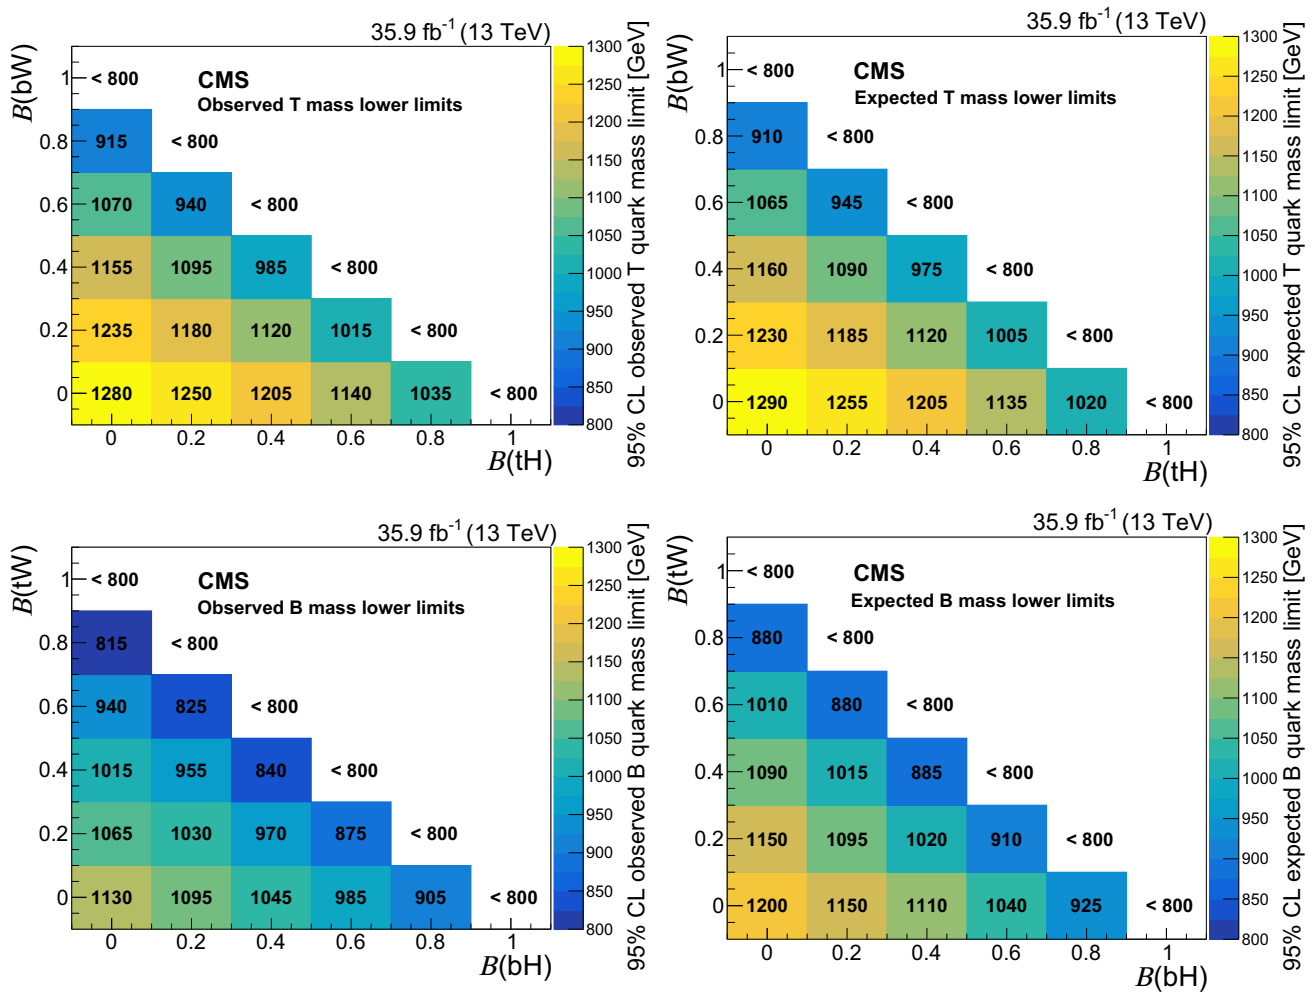 35.9 fb⁻¹ (13 TeV)
B(bW)
CMS
Observed T mass lower limits
1 < 800
0.8 915 < 800
0.6 1070 940 < 800
0.4 1155 1095 985 < 800
0.2 1235 1180 1120 1015 < 800
0 1280 1250 1205 1140 1035 < 800
0 0.2 0.4 0.6 0.8 1
B(tH)
1300
1250
1200
1150
1100
1050
1000
950
900
850
800
95% CL observed T quark mass limit [GeV]
35.9 fb⁻¹ (13 TeV)
B(bW)
CMS
Expected T mass lower limits
1 < 800
0.8 910 < 800
0.6 1065 945 < 800
0.4 1160 1090 975 < 800
0.2 1230 1185 1120 1005 < 800
0 1290 1255 1205 1135 1020 < 800
0 0.2 0.4 0.6 0.8 1
B(tH)
1300
1250
1200
1150
1100
1050
1000
950
900
850
800
95% CL expected T quark mass limit [GeV]
35.9 fb⁻¹ (13 TeV)
B(tW)
CMS
Observed B mass lower limits
1 < 800
0.8 815 < 800
0.6 940 825 < 800
0.4 1015 955 840 < 800
0.2 1065 1030 970 875 < 800
0 1130 1095 1045 985 905 < 800
0 0.2 0.4 0.6 0.8 1
B(bH)
1300
1250
1200
1150
1100
1050
1000
950
900
850
800
95% CL observed B quark mass limit [GeV]
35.9 fb⁻¹ (13 TeV)
B(tW)
CMS
Expected B mass lower limits
1 < 800
0.8 880 < 800
0.6 1010 880 < 800
0.4 1090 1015 885 < 800
0.2 1150 1095 1020 910 < 800
0 1200 1150 1110 1040 925 < 800
0 0.2 0.4 0.6 0.8 1
B(bH)
1300
1250
1200
1150
1100
1050
1000
950
900
850
800
95% CL expected B quark mass limit [GeV]